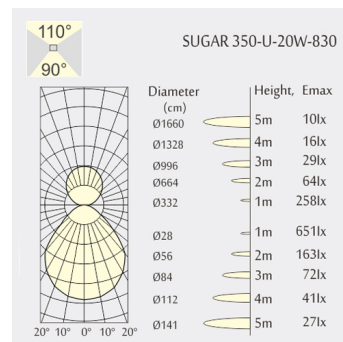 110°
90°
SUGAR 350-U-20W-830
Diameter Height, Emax
(cm)
Ø1660 5m 10lx
Ø1328 4m 16lx
Ø996 3m 29lx
Ø664 2m 64lx
Ø332 1m 258lx
Ø28 1m 651lx
Ø56 2m 163lx
Ø84 3m 72lx
Ø112 4m 41lx
Ø141 5m 27lx
20° 10° 0° 10° 20°